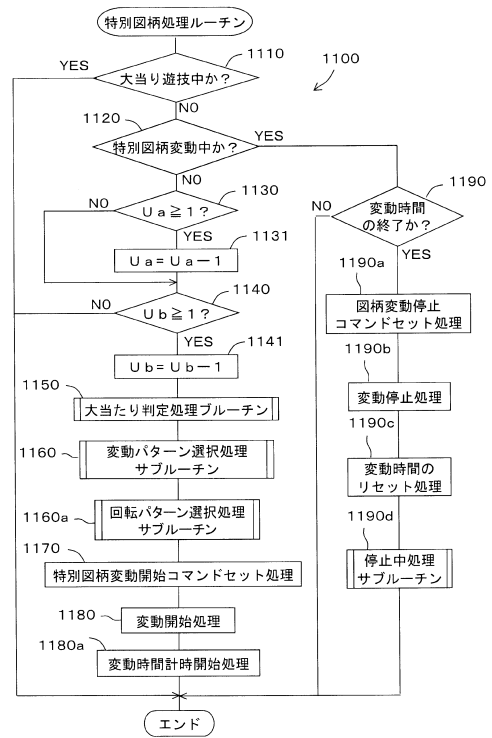 特別図柄処理ルーチン
1110
YES
大当り遊技中か？
1100
NO
1120
YES
特別図柄変動中か？
NO
1130
1190
NO
Ua≧1？
NO
変動時間
の終了か？
YES
1131
YES
Ua＝Ua－1
1190a
1140
NO
Ub≧1？
図柄変動停止
コマンドセット処理
YES
1141
1190b
Ub＝Ub－1
1150
変動停止処理
大当たり判定処理ブルーチン
1190c
1160
変動パターン選択処理
サブルーチン
変動時間の
リセット処理
1160a
回転パターン選択処理
サブルーチン
1190d
1170
停止中処理
サブルーチン
特別図柄変動開始コマンドセット処理
1180
変動開始処理
1180a
変動時間計時開始処理
エンド